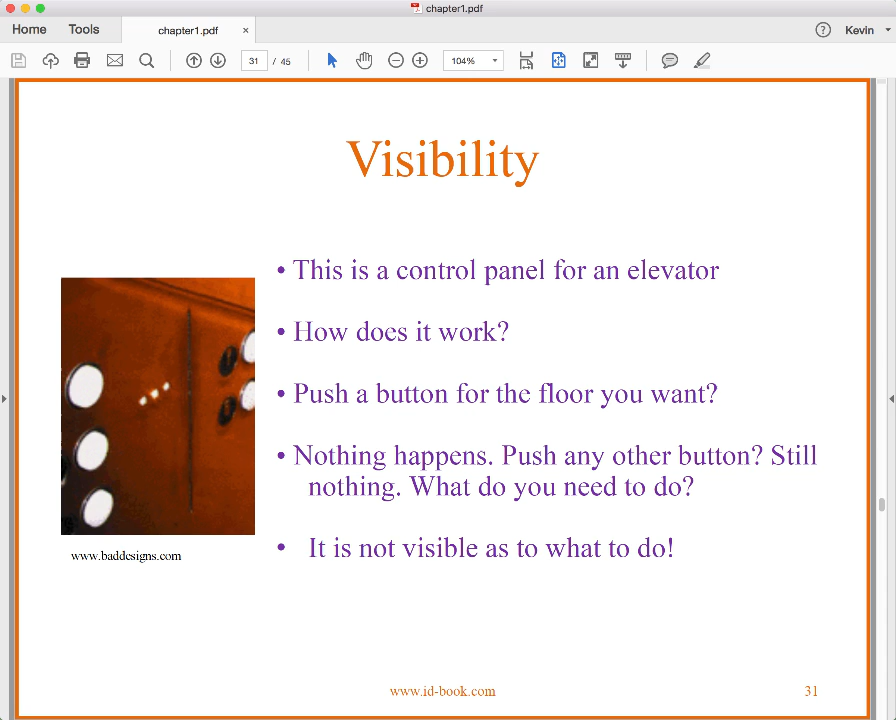 chapter1.pdf
Home
Tools
chapter1.pdf
×
?
Kevin
31 / 45
104%
Visibility
• This is a control panel for an elevator
• How does it work?
• Push a button for the floor you want?
• Nothing happens. Push any other button? Still
nothing. What do you need to do?
• It is not visible as to what to do!
www.baddesigns.com
www.id-book.com
31